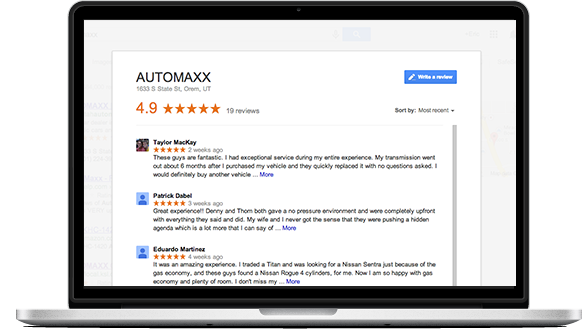 AUTOMAXX
1633 S State St, Orem, UT
Write a review
4.9 ★★★★★ 19 reviews
Sort by: Most recent
Taylor MacKay
★★★★★ 2 weeks ago
These guys are fantastic. I had exceptional service during my entire experience. My transmission went
out about 6 months after I purchased my vehicle and they quickly replaced it with no questions asked. I
would definitely buy another vehicle ... More
Patrick Dabel
★★★★★ 3 weeks ago
Great experience!! Denny and Thom both gave a no pressure environment and were completely upfront
with everything they said and did. My wife and I never got the sense that they were pushing a hidden
agenda which is a lot more that I can say of ... More
Eduardo Martinez
★★★★★ 4 weeks ago
It was an amazing experience. I traded a Titan and was looking for a Nissan Sentra just because of the
gas economy, and these guys found a Nissan Rogue 4 cylinders, for me. Now I am so happy with gas
economy and plenty of room. I don't miss my ... More